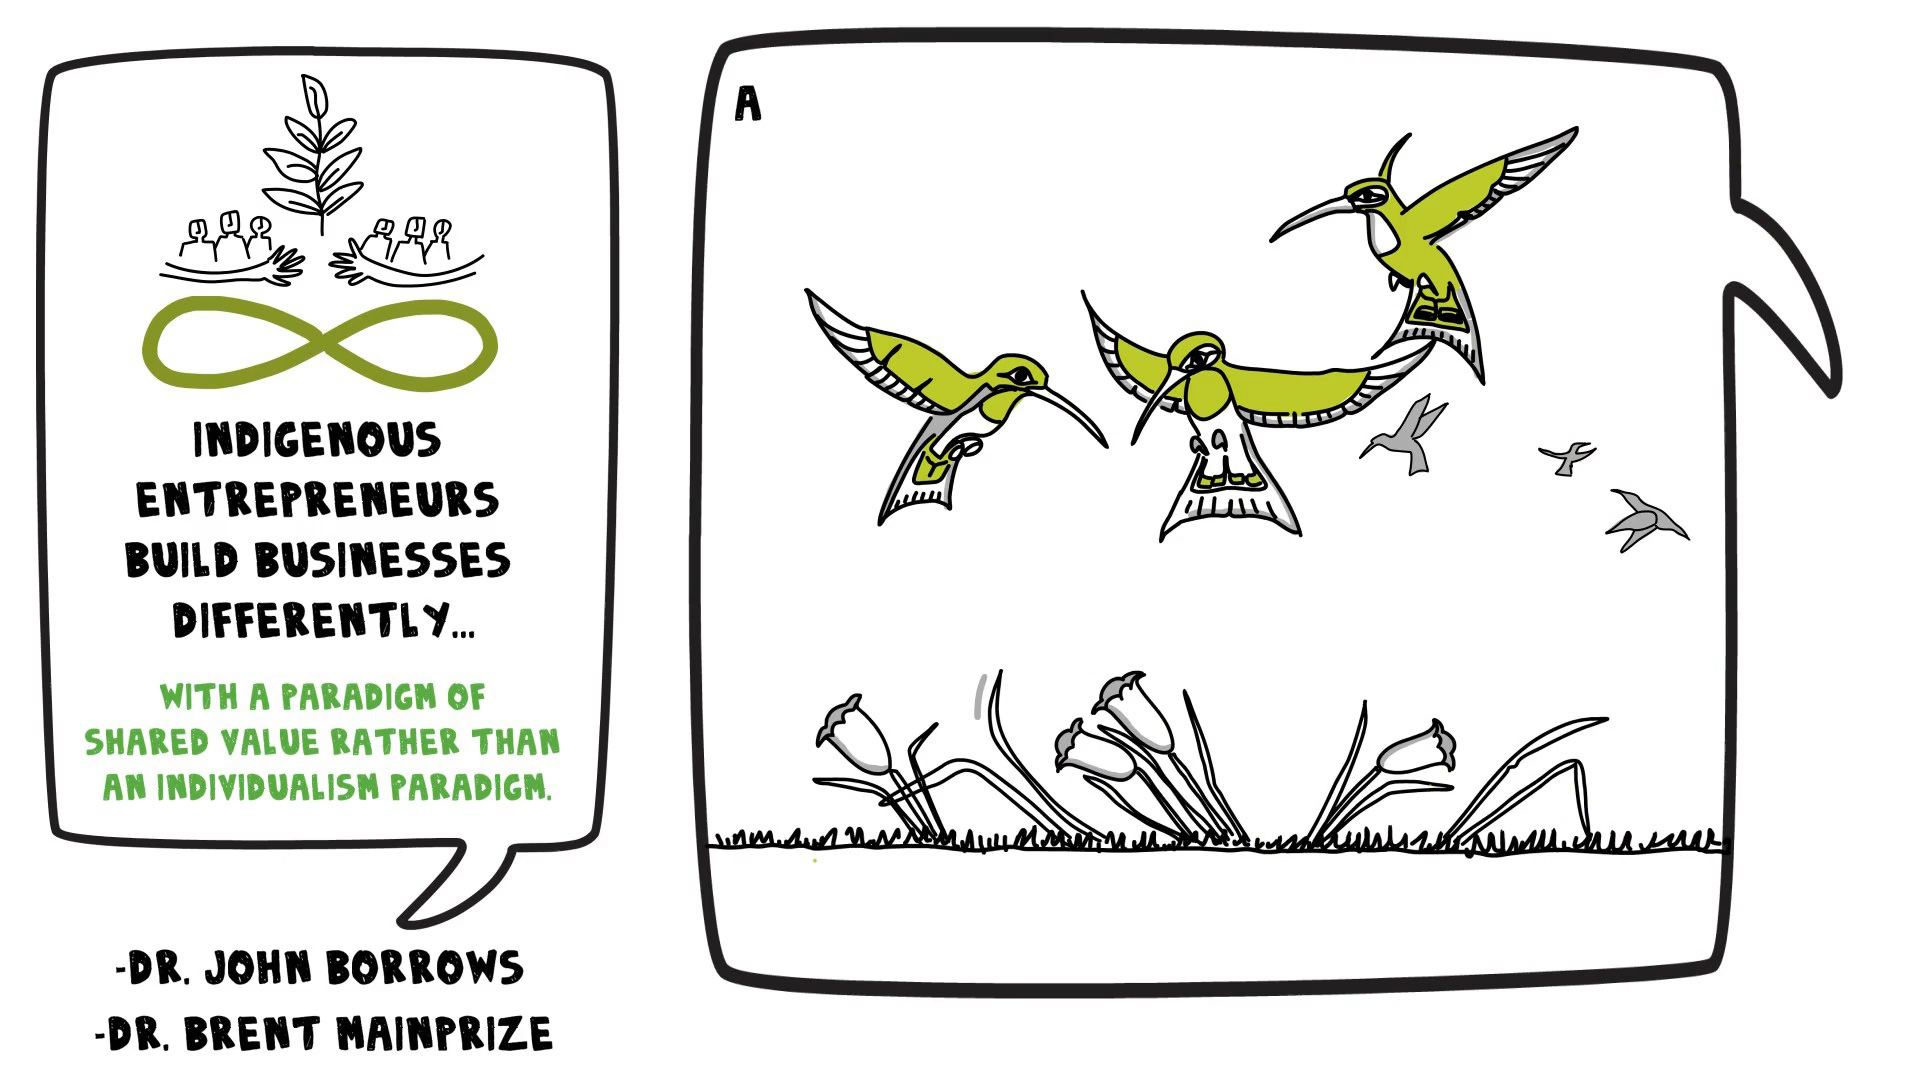 INDIGENOUS
ENTREPRENEURS
BUILD BUSINESSES
DIFFERENTLY...
WITH A PARADIGM OF
SHARED VALUE RATHER THAN
AN INDIVIDUALISM PARADIGM.
-DR. JOHN BORROWS
-DR. BRENT MAINPRIZE
A